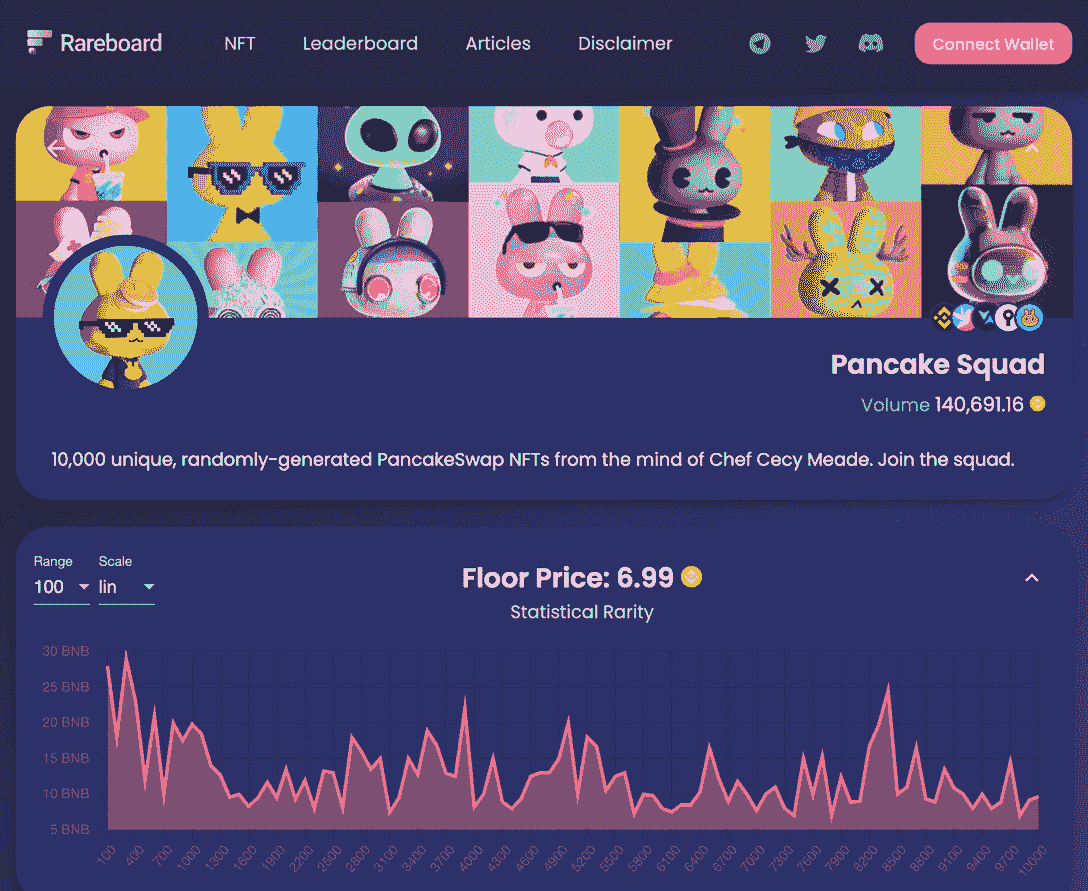 Rareboard NFT Leaderboard Articles Disclaimer Connect Wallet
Pancake Squad
Volume 140,691.16
10,000 unique, randomly-generated PancakeSwap NFTs from the mind of Chef Cecy Meade. Join the squad.
Range Scale
100 lin
Floor Price: 6.99
Statistical Rarity
30 BNB
25 BNB
20 BNB
15 BNB
10 BNB
5 BNB
100 400 700 1000 1300 1600 1900 2200 2500 2800 3100 3400 3700 4000 4300 4600 4900 5200 5500 5800 6100 6400 6700 7000 7300 7600 7900 8200 8500 8800 9100 9400 9700 10000